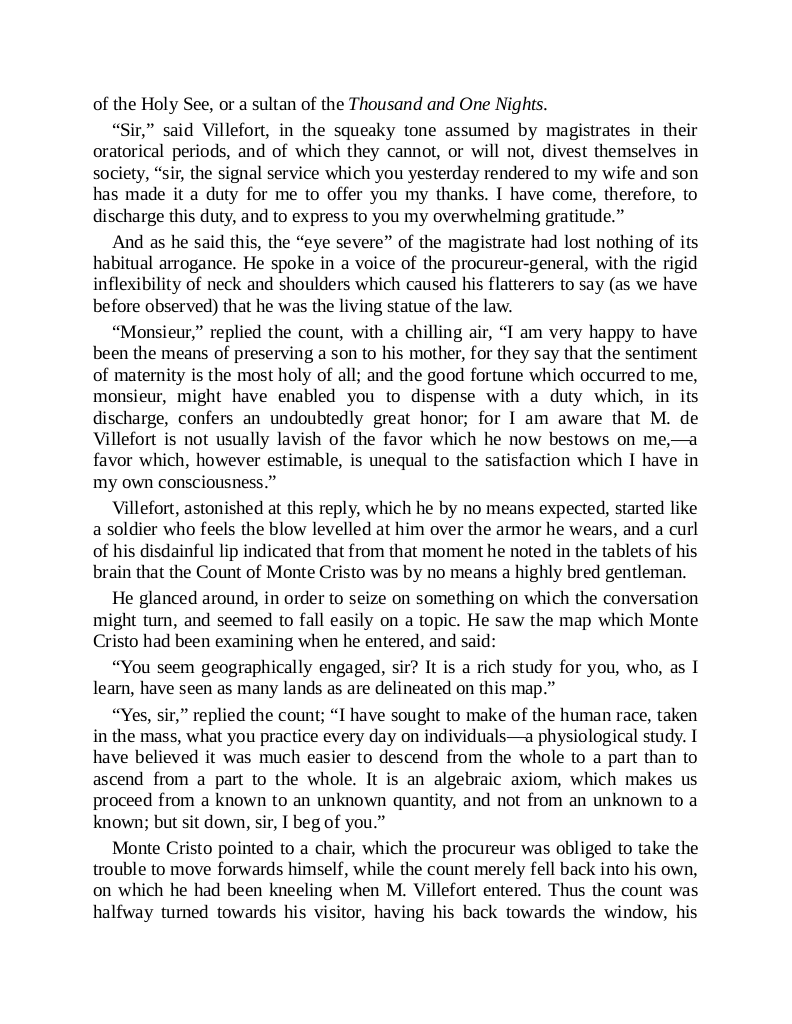 of the Holy See, or a sultan of the Thousand and One Nights.
“Sir,” said Villefort, in the squeaky tone assumed by magistrates in their
oratorical periods, and of which they cannot, or will not, divest themselves in
society, “sir, the signal service which you yesterday rendered to my wife and son
has made it a duty for me to offer you my thanks. I have come, therefore, to
discharge this duty, and to express to you my overwhelming gratitude.”
And as he said this, the “eye severe” of the magistrate had lost nothing of its
habitual arrogance. He spoke in a voice of the procureur-general, with the rigid
inflexibility of neck and shoulders which caused his flatterers to say (as we have
before observed) that he was the living statue of the law.
“Monsieur,” replied the count, with a chilling air, “I am very happy to have
been the means of preserving a son to his mother, for they say that the sentiment
of maternity is the most holy of all; and the good fortune which occurred to me,
monsieur, might have enabled you to dispense with a duty which, in its
discharge, confers an undoubtedly great honor; for I am aware that M. de
Villefort is not usually lavish of the favor which he now bestows on me,—a
favor which, however estimable, is unequal to the satisfaction which I have in
my own consciousness.”
Villefort, astonished at this reply, which he by no means expected, started like
a soldier who feels the blow levelled at him over the armor he wears, and a curl
of his disdainful lip indicated that from that moment he noted in the tablets of his
brain that the Count of Monte Cristo was by no means a highly bred gentleman.
He glanced around, in order to seize on something on which the conversation
might turn, and seemed to fall easily on a topic. He saw the map which Monte
Cristo had been examining when he entered, and said:
“You seem geographically engaged, sir? It is a rich study for you, who, as I
learn, have seen as many lands as are delineated on this map.”
“Yes, sir,” replied the count; “I have sought to make of the human race, taken
in the mass, what you practice every day on individuals—a physiological study. I
have believed it was much easier to descend from the whole to a part than to
ascend from a part to the whole. It is an algebraic axiom, which makes us
proceed from a known to an unknown quantity, and not from an unknown to a
known; but sit down, sir, I beg of you.”
Monte Cristo pointed to a chair, which the procureur was obliged to take the
trouble to move forwards himself, while the count merely fell back into his own,
on which he had been kneeling when M. Villefort entered. Thus the count was
halfway turned towards his visitor, having his back towards the window, his